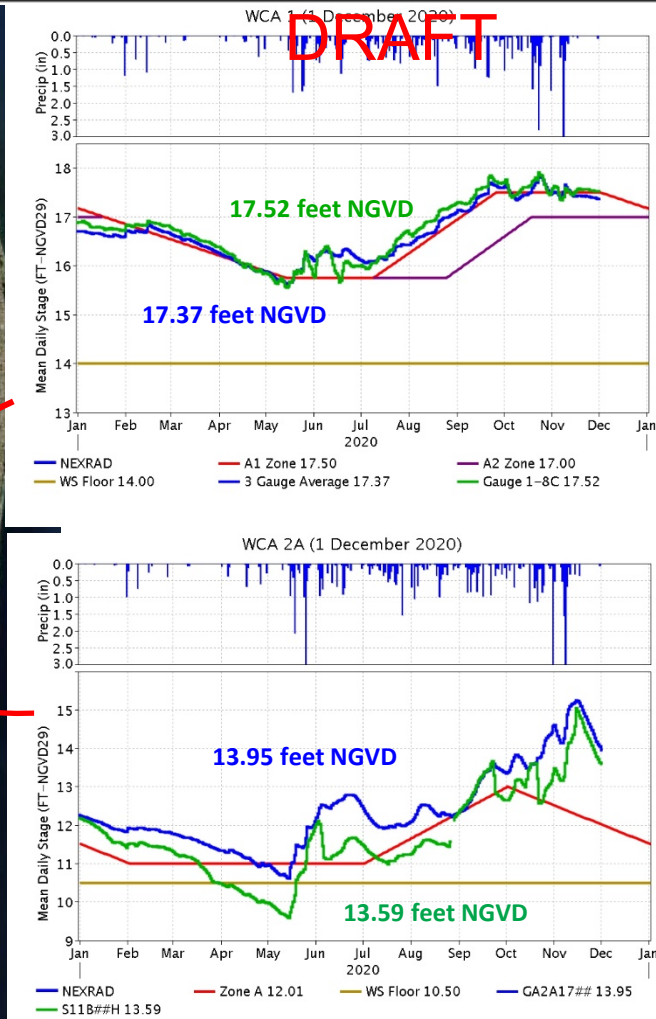 WCA 1 (1 December 2020)
DRAFT
Precip (in)
0.0
0.5
1.0
1.5
2.0
2.5
3.0
Mean Daily Stage (FT-NGVD29)
18
17
16
15
14
13
17.52 feet NGVD
17.37 feet NGVD
Jan Feb Mar Apr May Jun Jul Aug Sep Oct Nov Dec Jan
2020
NEXRAD A1 Zone 17.50 A2 Zone 17.00
WS Floor 14.00 3 Gauge Average 17.37 Gauge 1-8C 17.52
WCA 2A (1 December 2020)
Precip (in)
0.0
0.5
1.0
1.5
2.0
2.5
3.0
Mean Daily Stage (FT-NGVD29)
15
14
13
12
11
10
9
13.95 feet NGVD
13.59 feet NGVD
Jan Feb Mar Apr May Jun Jul Aug Sep Oct Nov Dec Jan
2020
NEXRAD Zone A 12.01 WS Floor 10.50 GA2A17## 13.95
S11B##H 13.59